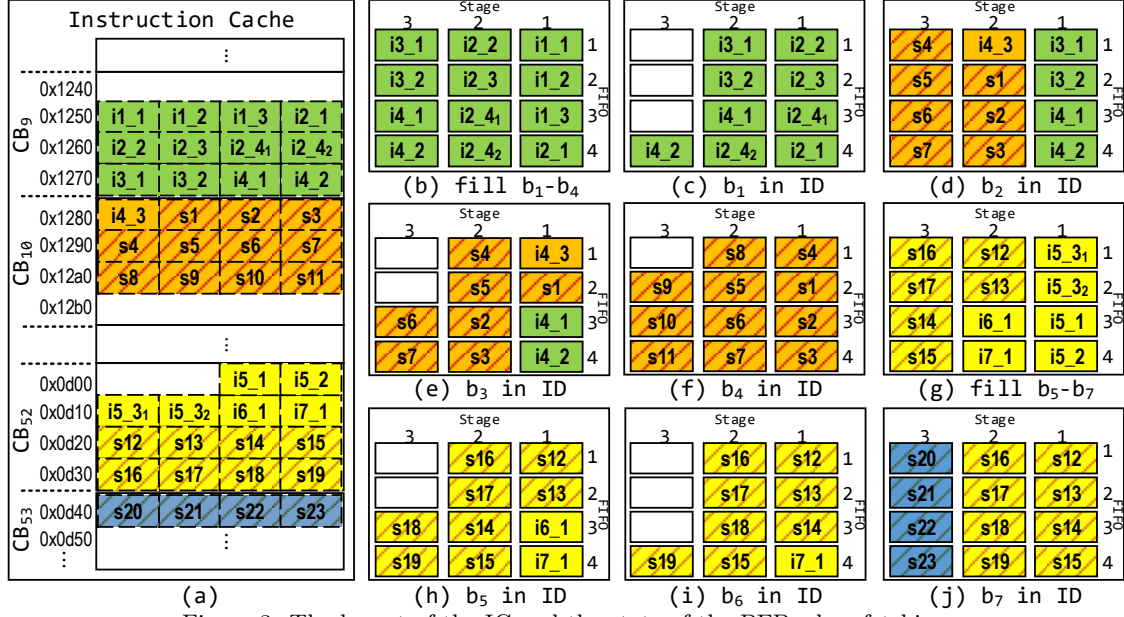 Instruction Cache
⋮
0x1240
CB9 0x1250 i1_1 i1_2 i1_3 i2_1
0x1260 i2_2 i2_3 i2_4₁ i2_4₂
0x1270 i3_1 i3_2 i4_1 i4_2
CB10 0x1280 i4_3 s1 s2 s3
0x1290 s4 s5 s6 s7
0x12a0 s8 s9 s10 s11
0x12b0
⋮
CB52 0x0d00 i5_1 i5_2
0x0d10 i5_3₁ i5_3₂ i6_1 i7_1
0x0d20 s12 s13 s14 s15
0x0d30 s16 s17 s18 s19
CB53 0x0d40 s20 s21 s22 s23
0x0d50 ⋮
⋮
(a)
Stage
3 2 1
i3_1 i2_2 i1_1 1
i3_2 i2_3 i1_2 2
i4_1 i2_4₁ i1_3 3
i4_2 i2_4₂ i2_1 4
FIFO
(b) fill b₁-b₄
Stage
3 2 1
i3_1 i2_2 1
i3_2 i2_3 2
i4_1 i2_4₁ 3
i4_2 i2_4₂ i2_1 4
FIFO
(c) b₁ in ID
Stage
3 2 1
s4 i4_3 i3_1 1
s5 s1 i3_2 2
s6 s2 i4_1 3
s7 s3 i4_2 4
FIFO
(d) b₂ in ID
Stage
3 2 1
s4 i4_3 1
s5 s1 2
s6 s2 i4_1 3
s7 s3 i4_2 4
FIFO
(e) b₃ in ID
Stage
3 2 1
s8 s4 1
s9 s5 s1 2
s10 s6 s2 3
s11 s7 s3 4
FIFO
(f) b₄ in ID
Stage
3 2 1
s16 s12 i5_3₁ 1
s17 s13 i5_3₂ 2
s14 i6_1 i5_1 3
s15 i7_1 i5_2 4
FIFO
(g) fill b₅-b₇
Stage
3 2 1
s16 s12 1
s17 s13 2
s18 s14 i6_1 3
s19 s15 i7_1 4
FIFO
(h) b₅ in ID
Stage
3 2 1
s16 s12 1
s17 s13 2
s18 s14 3
s19 s15 i7_1 4
FIFO
(i) b₆ in ID
Stage
3 2 1
s20 s16 s12 1
s21 s17 s13 2
s22 s18 s14 3
s23 s19 s15 4
FIFO
(j) b₇ in ID